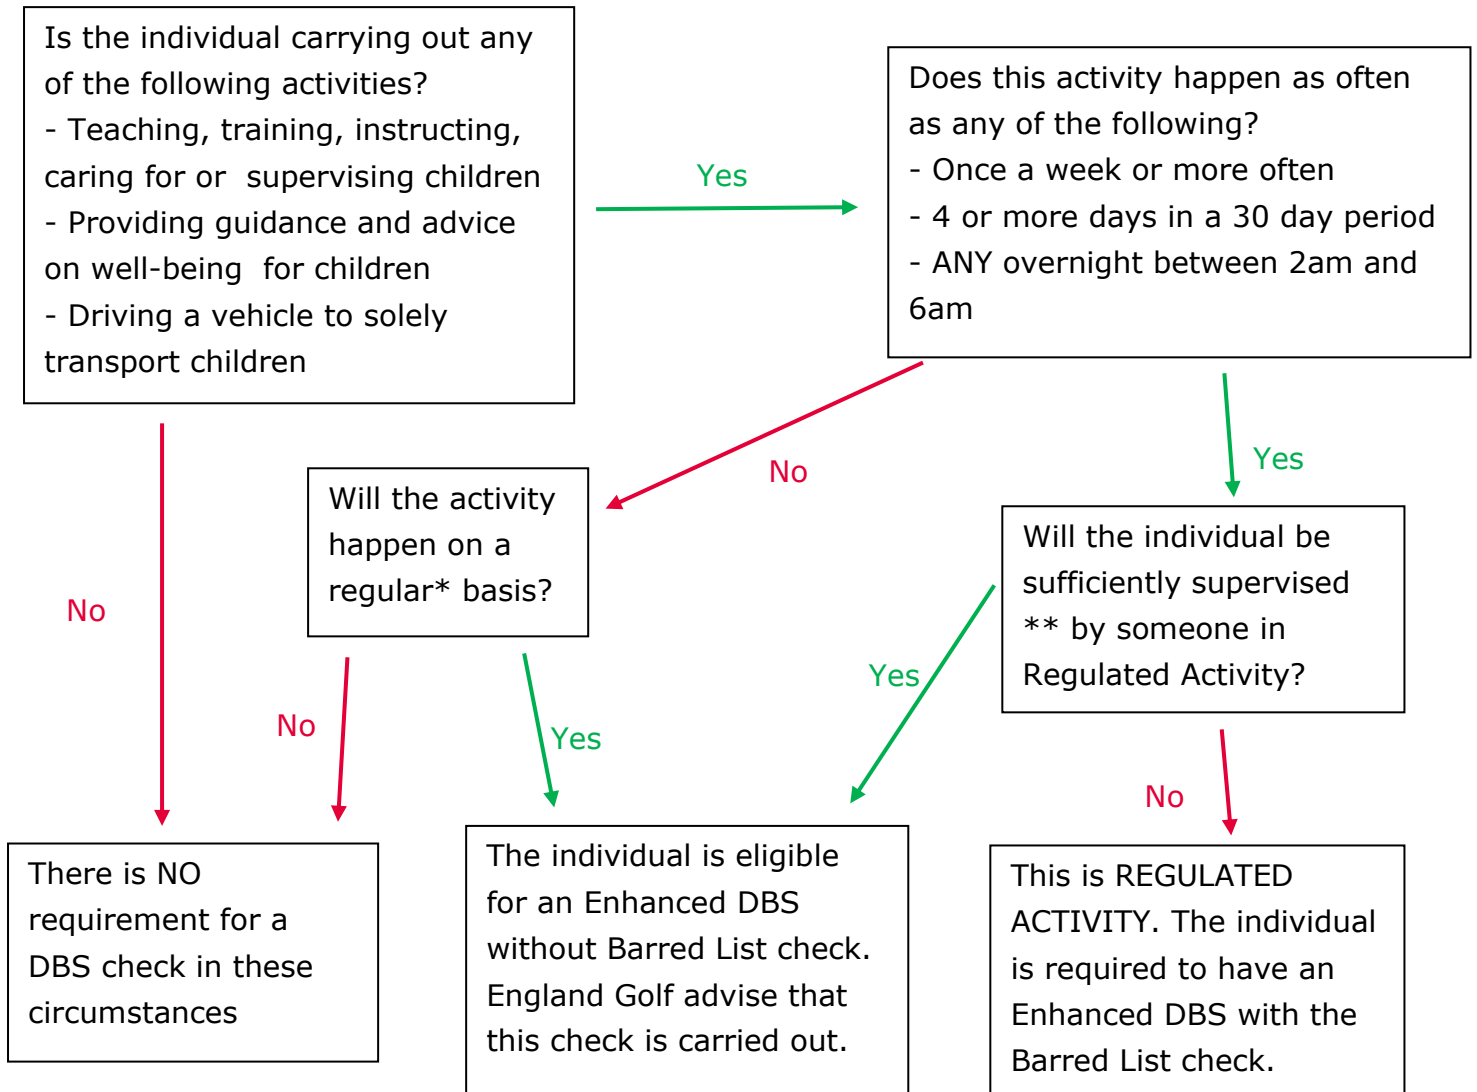 Is the individual carrying out any
of the following activities?
- Teaching, training, instructing,
caring for or  supervising children
- Providing guidance and advice
on well-being  for children
- Driving a vehicle to solely
transport children
Yes
Does this activity happen as often
as any of the following?
- Once a week or more often
- 4 or more days in a 30 day period
- ANY overnight between 2am and
6am
No
No
Yes
Will the activity
happen on a
regular* basis?
Will the individual be
sufficiently supervised
** by someone in
Regulated Activity?
No
Yes
Yes
No
There is NO
requirement for a
DBS check in these
circumstances
The individual is eligible
for an Enhanced DBS
without Barred List check.
England Golf advise that
this check is carried out.
This is REGULATED
ACTIVITY. The individual
is required to have an
Enhanced DBS with the
Barred List check.